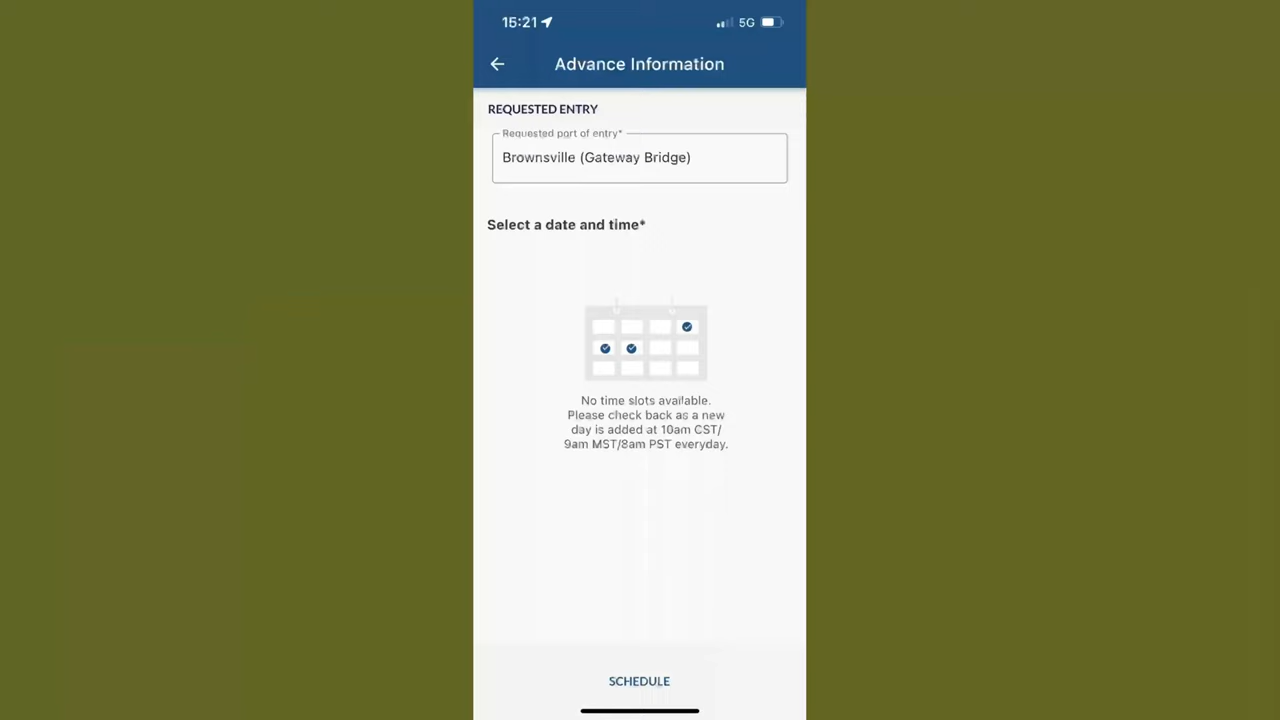 15:21
5G
Advance Information
REQUESTED ENTRY
Requested port of entry*
Brownsville (Gateway Bridge)
Select a date and time*
No time slots available.
Please check back as a new
day is added at 10am CST/
9am MST/8am PST everyday.
SCHEDULE